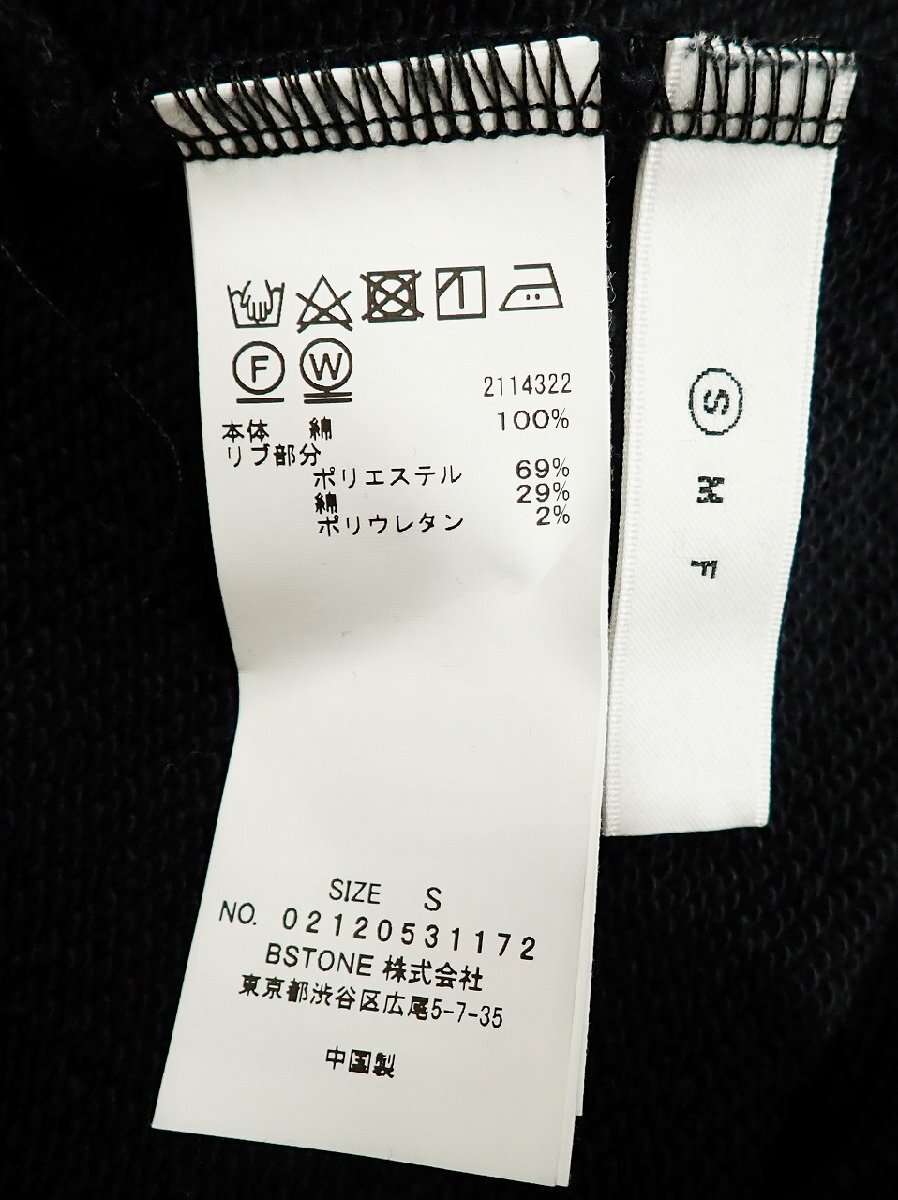 F W
2114322
本体 綿 100%
リブ部分
ポリエステル 69%
綿 29%
ポリウレタン 2%
SIZE S
NO. 02120531172
BSTONE 株式会社
東京都渋谷区広尾5-7-35
中国製
S
M
F